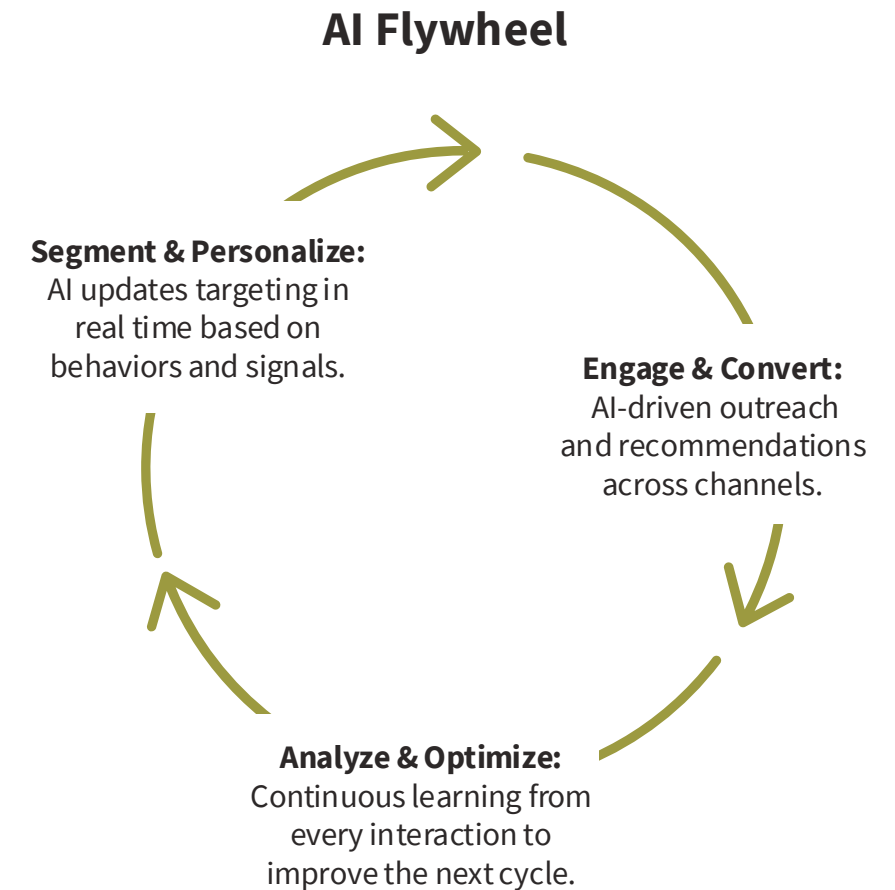 AI Flywheel
Segment & Personalize:
AI updates targeting in
real time based on
behaviors and signals.
Engage & Convert:
AI-driven outreach
and recommendations
across channels.
Analyze & Optimize:
Continuous learning from
every interaction to
improve the next cycle.